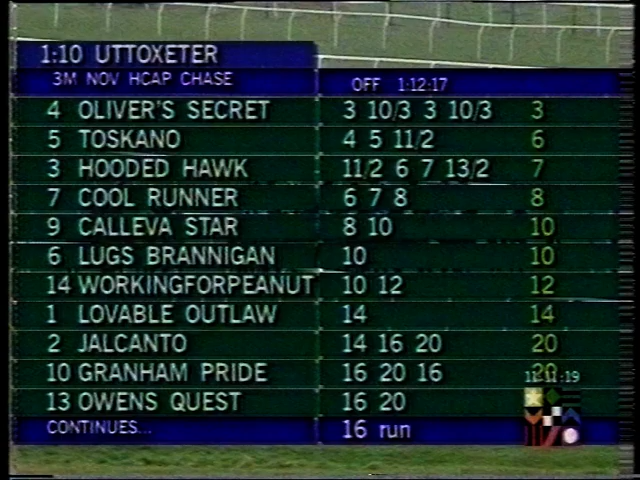 1:10 UTTOXETER
3M NOV HCAP CHASE OFF 1:12:17
4 OLIVER'S SECRET 3 10/3 3 10/3 3
5 TOSKANO 4 5 11/2 6
3 HOODED HAWK 11/2 6 7 13/2 7
7 COOL RUNNER 6 7 8 8
9 CALLEVA STAR 8 10 10
6 LUGS BRANNIGAN 10 10
14 WORKINGFORPEANUT 10 12 12
1 LOVABLE OUTLAW 14 14
2 JALCANTO 14 16 20 20
10 GRANHAM PRIDE 16 20 16 20
13 OWENS QUEST 16 20
CONTINUES... 16 run